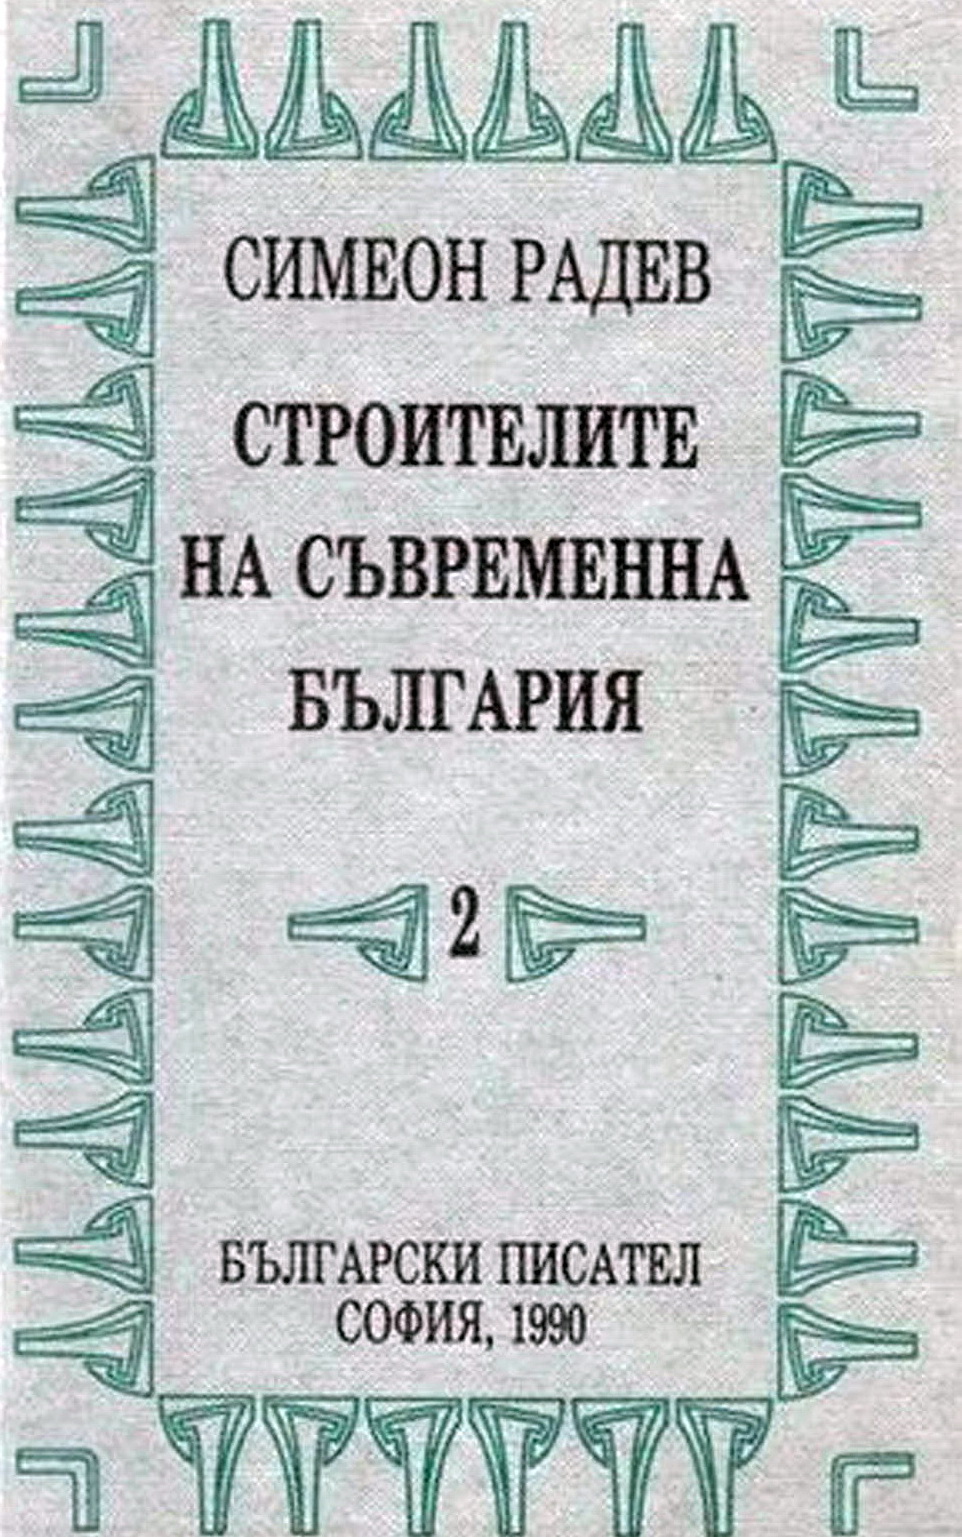 СИМЕОН РАДЕВ
СТРОИТЕЛИТЕ
НА СЪВРЕМЕННА
БЪЛГАРИЯ
2
БЪЛГАРСКИ ПИСАТЕЛ
СОФИЯ, 1990